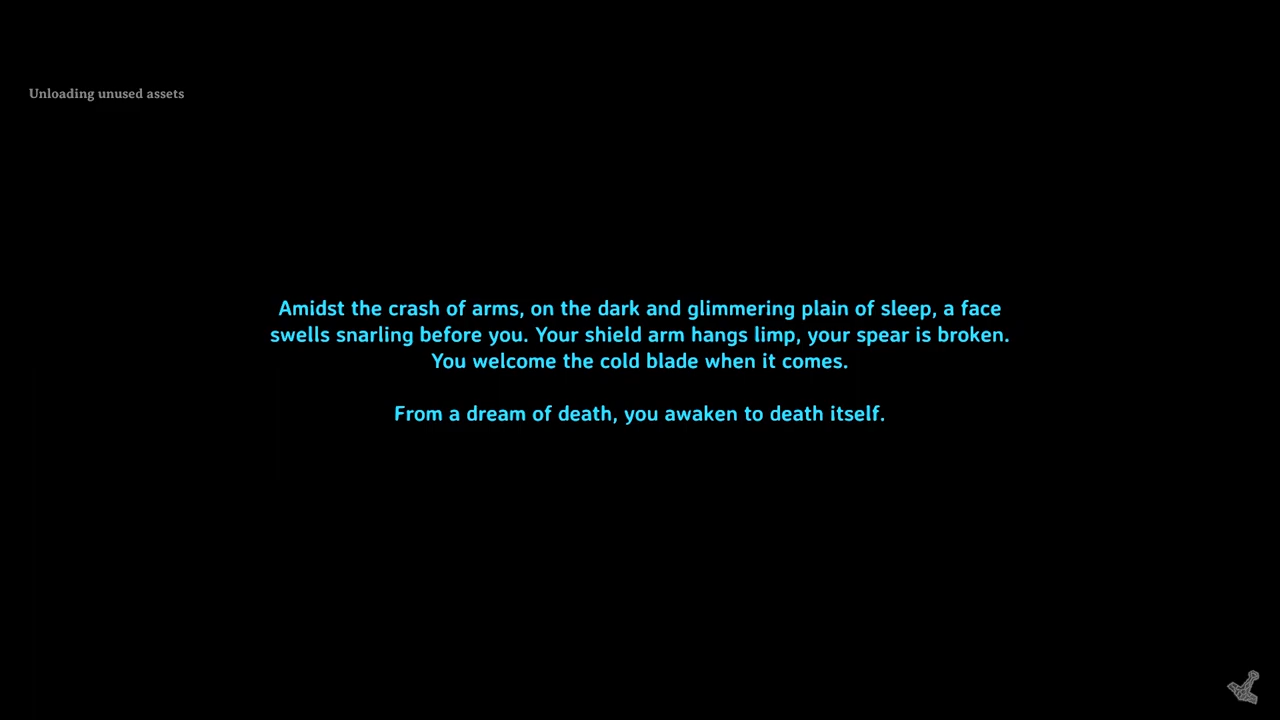 Unloading unused assets
Amidst the crash of arms, on the dark and glimmering plain of sleep, a face
swells snarling before you. Your shield arm hangs limp, your spear is broken.
You welcome the cold blade when it comes.
From a dream of death, you awaken to death itself.